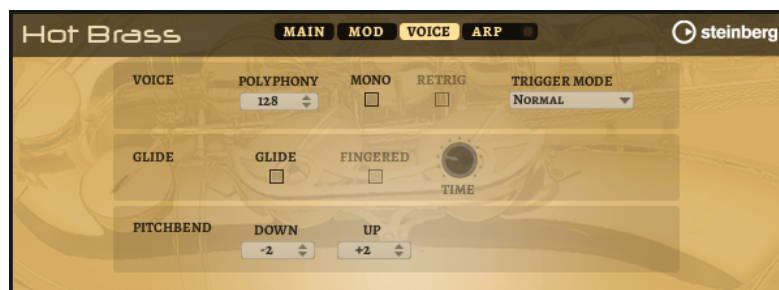 Hot Brass MAIN MOD VOICE ARP steinberg
VOICE POLYPHONY MONO RETRIG TRIGGER MODE
128 NORMAL
GLIDE GLIDE FINGERED
TIME
PITCHBEND DOWN UP
-2 +2